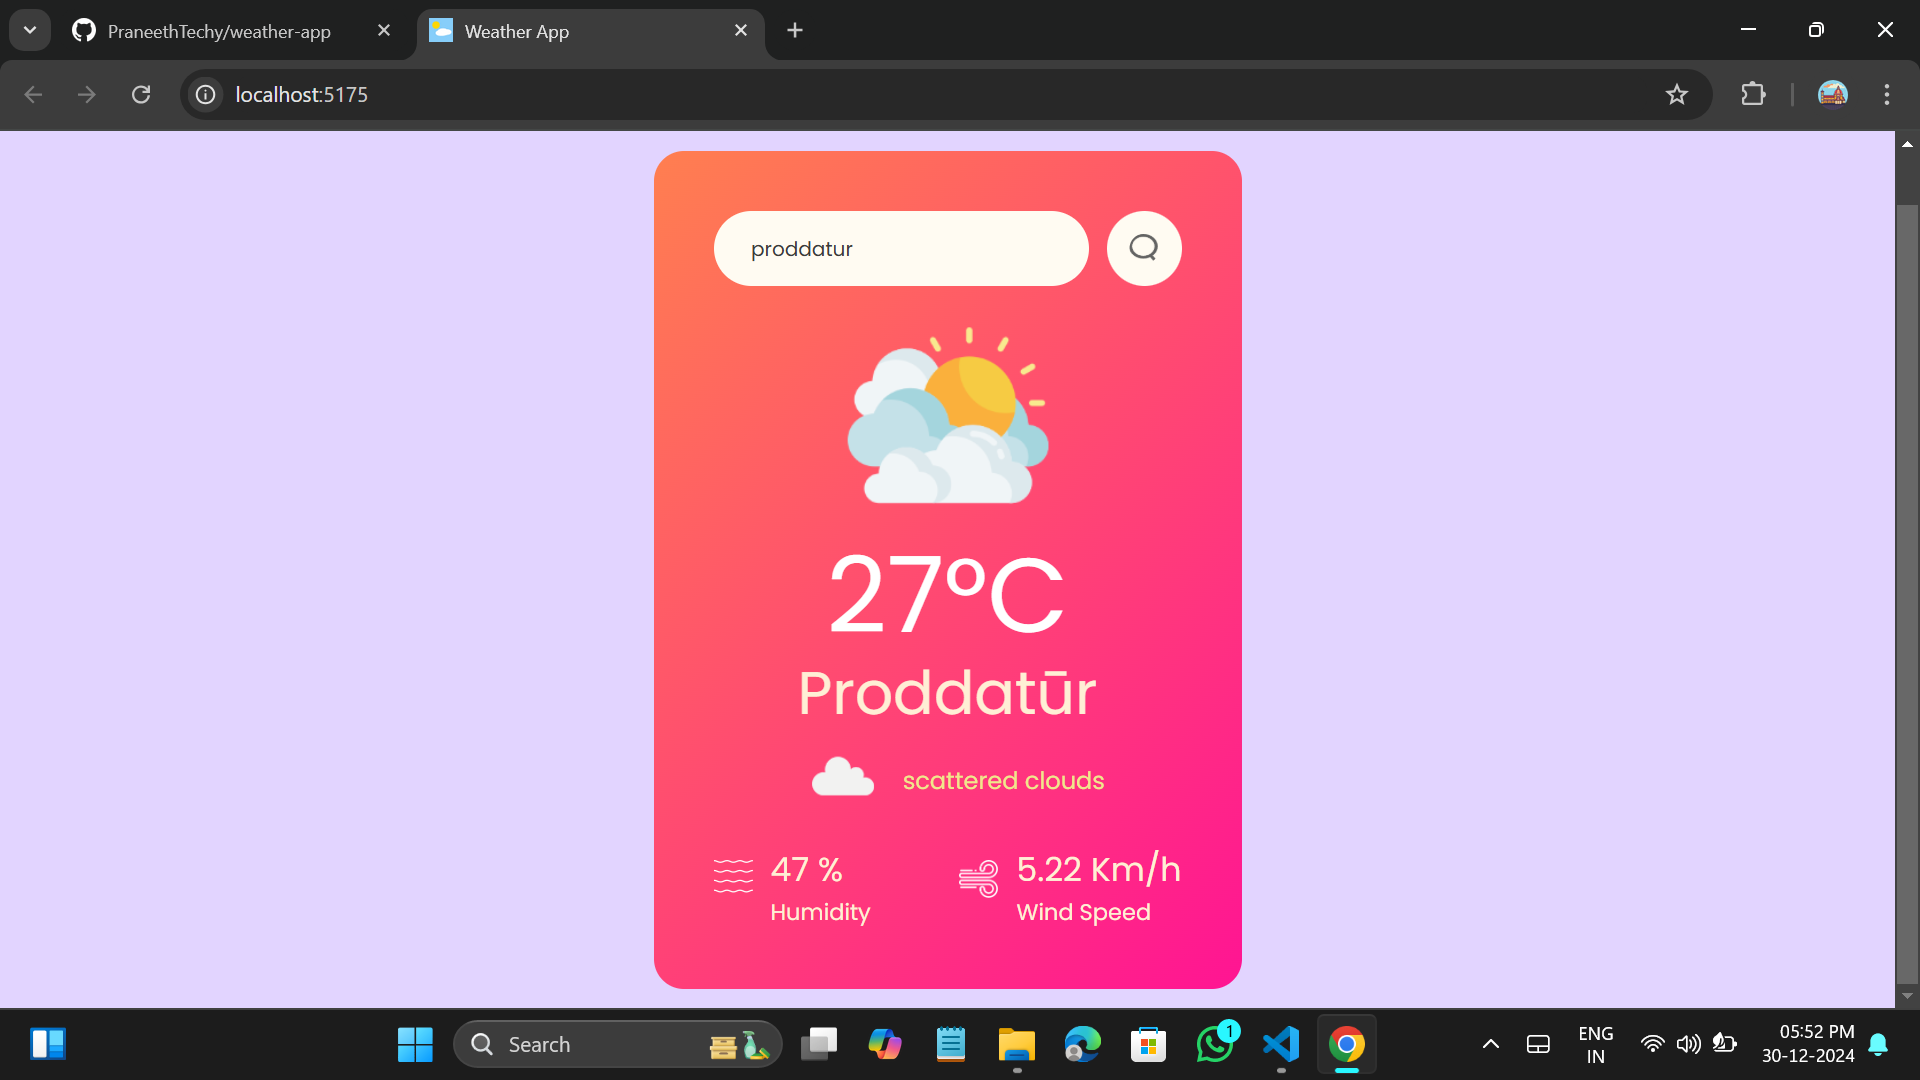 PraneethTechy/weather-app
Weather App
localhost:5175
proddatur
27°C
Proddatūr
scattered clouds
47 %
Humidity
5.22 Km/h
Wind Speed
Search
1
ENG
IN
05:52 PM
30-12-2024